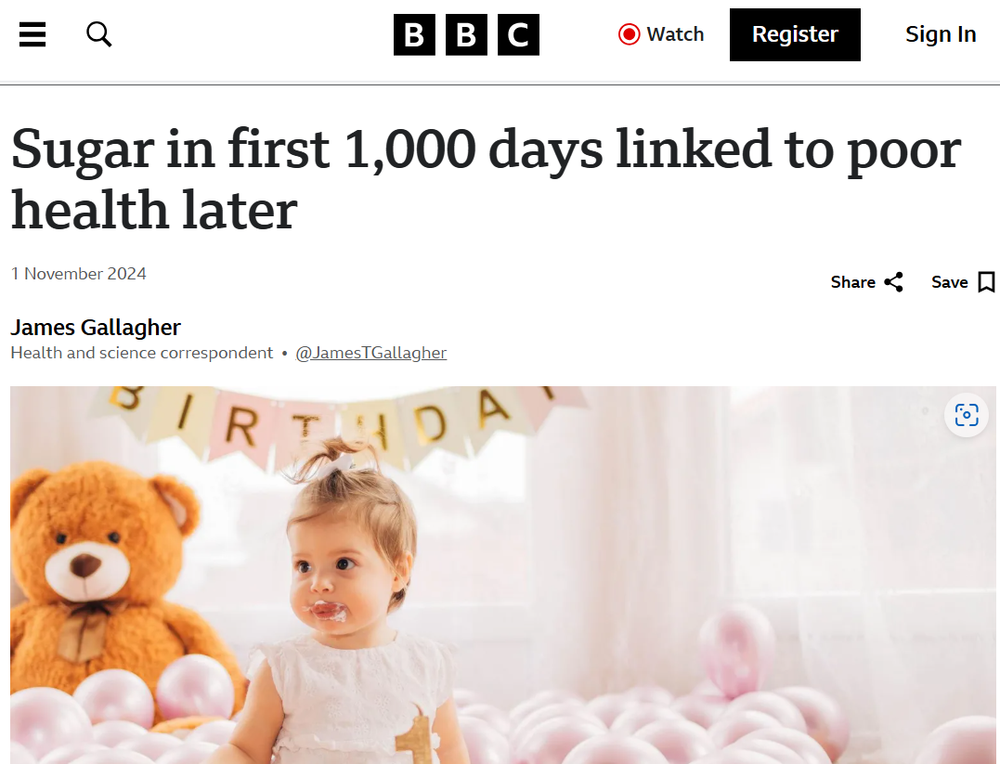 BBC
Watch
Register
Sign In
Sugar in first 1,000 days linked to poor
health later
1 November 2024
Share
Save
James Gallagher
Health and science correspondent • @JamesTGallagher
BIRTHDAY
1